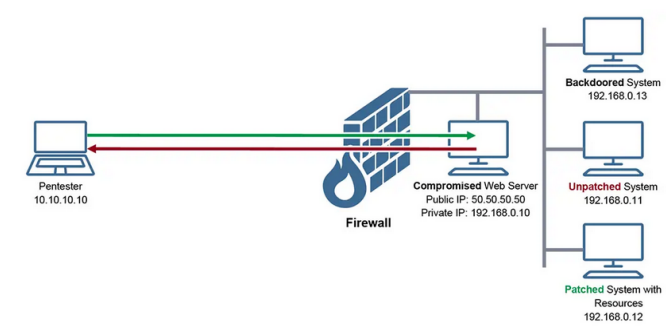 Pentester
10.10.10.10
Firewall
Compromised Web Server
Public IP: 50.50.50.50
Private IP: 192.168.0.10
Backdoored System
192.168.0.13
Unpatched System
192.168.0.11
Patched System with
Resources
192.168.0.12